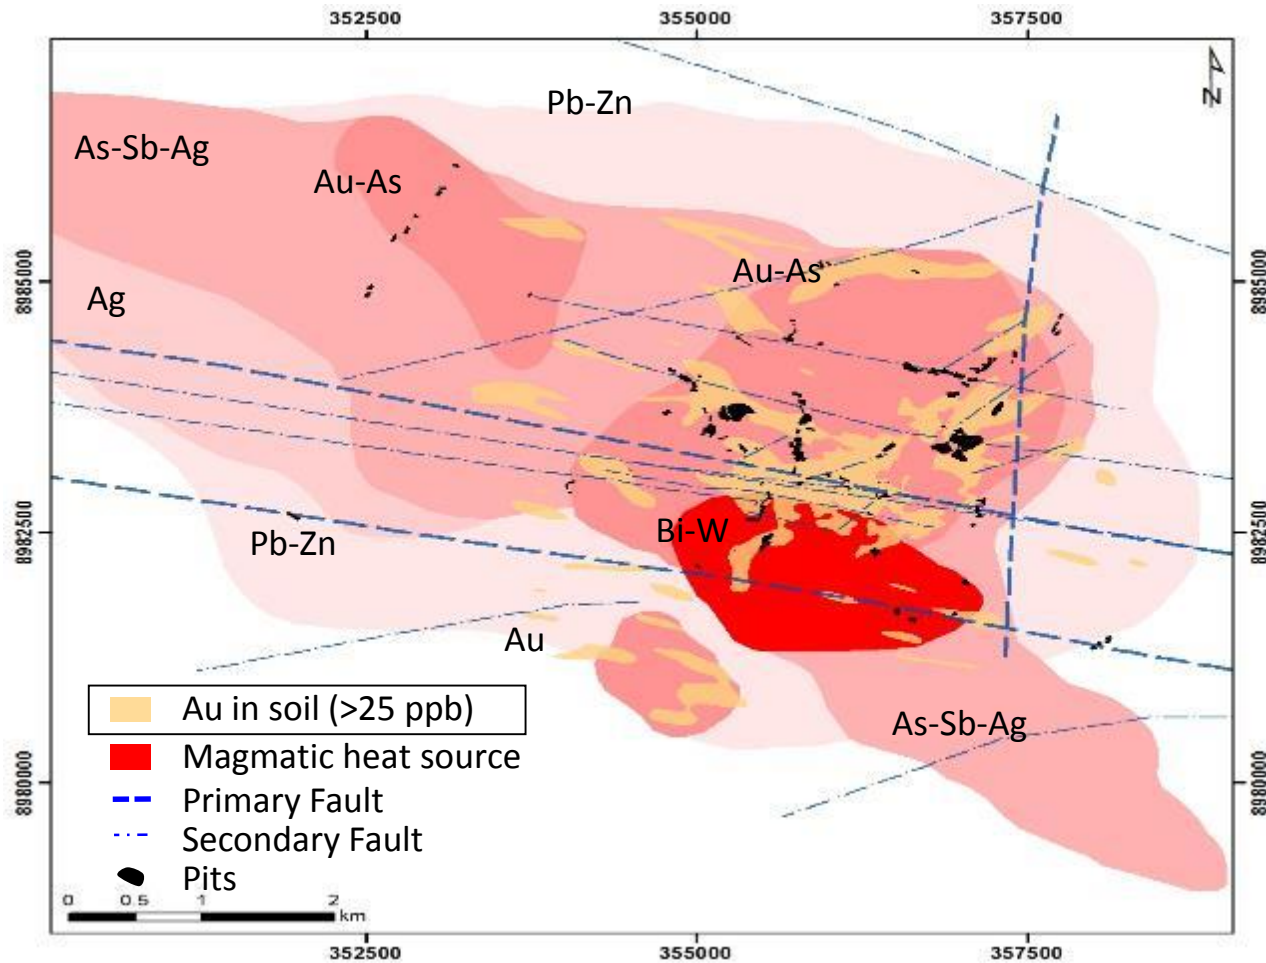 352500 355000 357500
Pb-Zn
As-Sb-Ag
Au-As
Au-As
8985000 8985000
Ag
8982500 8982500
Bi-W
Pb-Zn
Au
Au in soil (>25 ppb)
As-Sb-Ag
Magmatic heat source
8980000 8980000
Primary Fault
Secondary Fault
Pits
0 0.5 1 2
km
352500 355000 357500
N